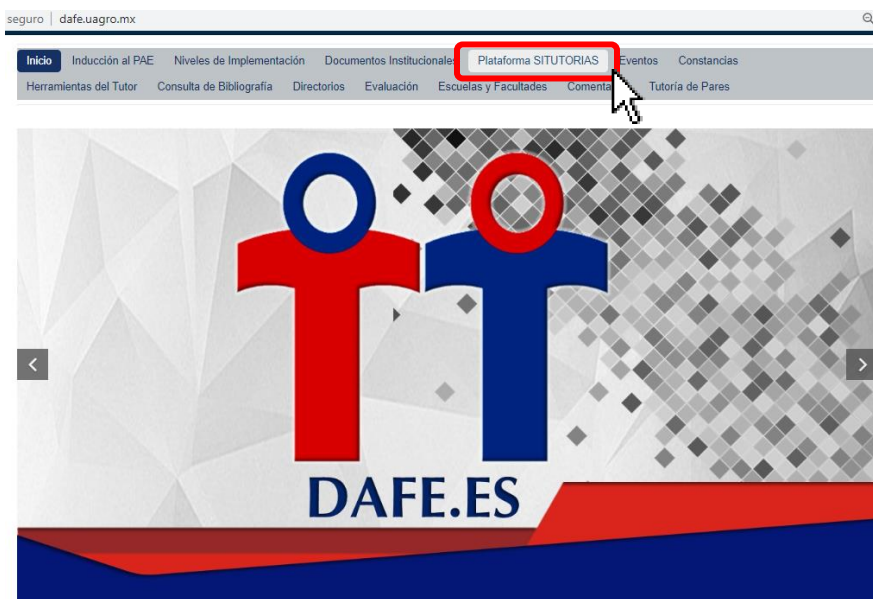 seguro | dafe.uagro.mx
Inicio Inducción al PAE Niveles de Implementación Documentos Institucionales Plataforma SITUTORIAS Eventos Constancias
Herramientas del Tutor Consulta de Bibliografía Directorios Evaluación Escuelas y Facultades Tutoría de Pares
DAFE.ES